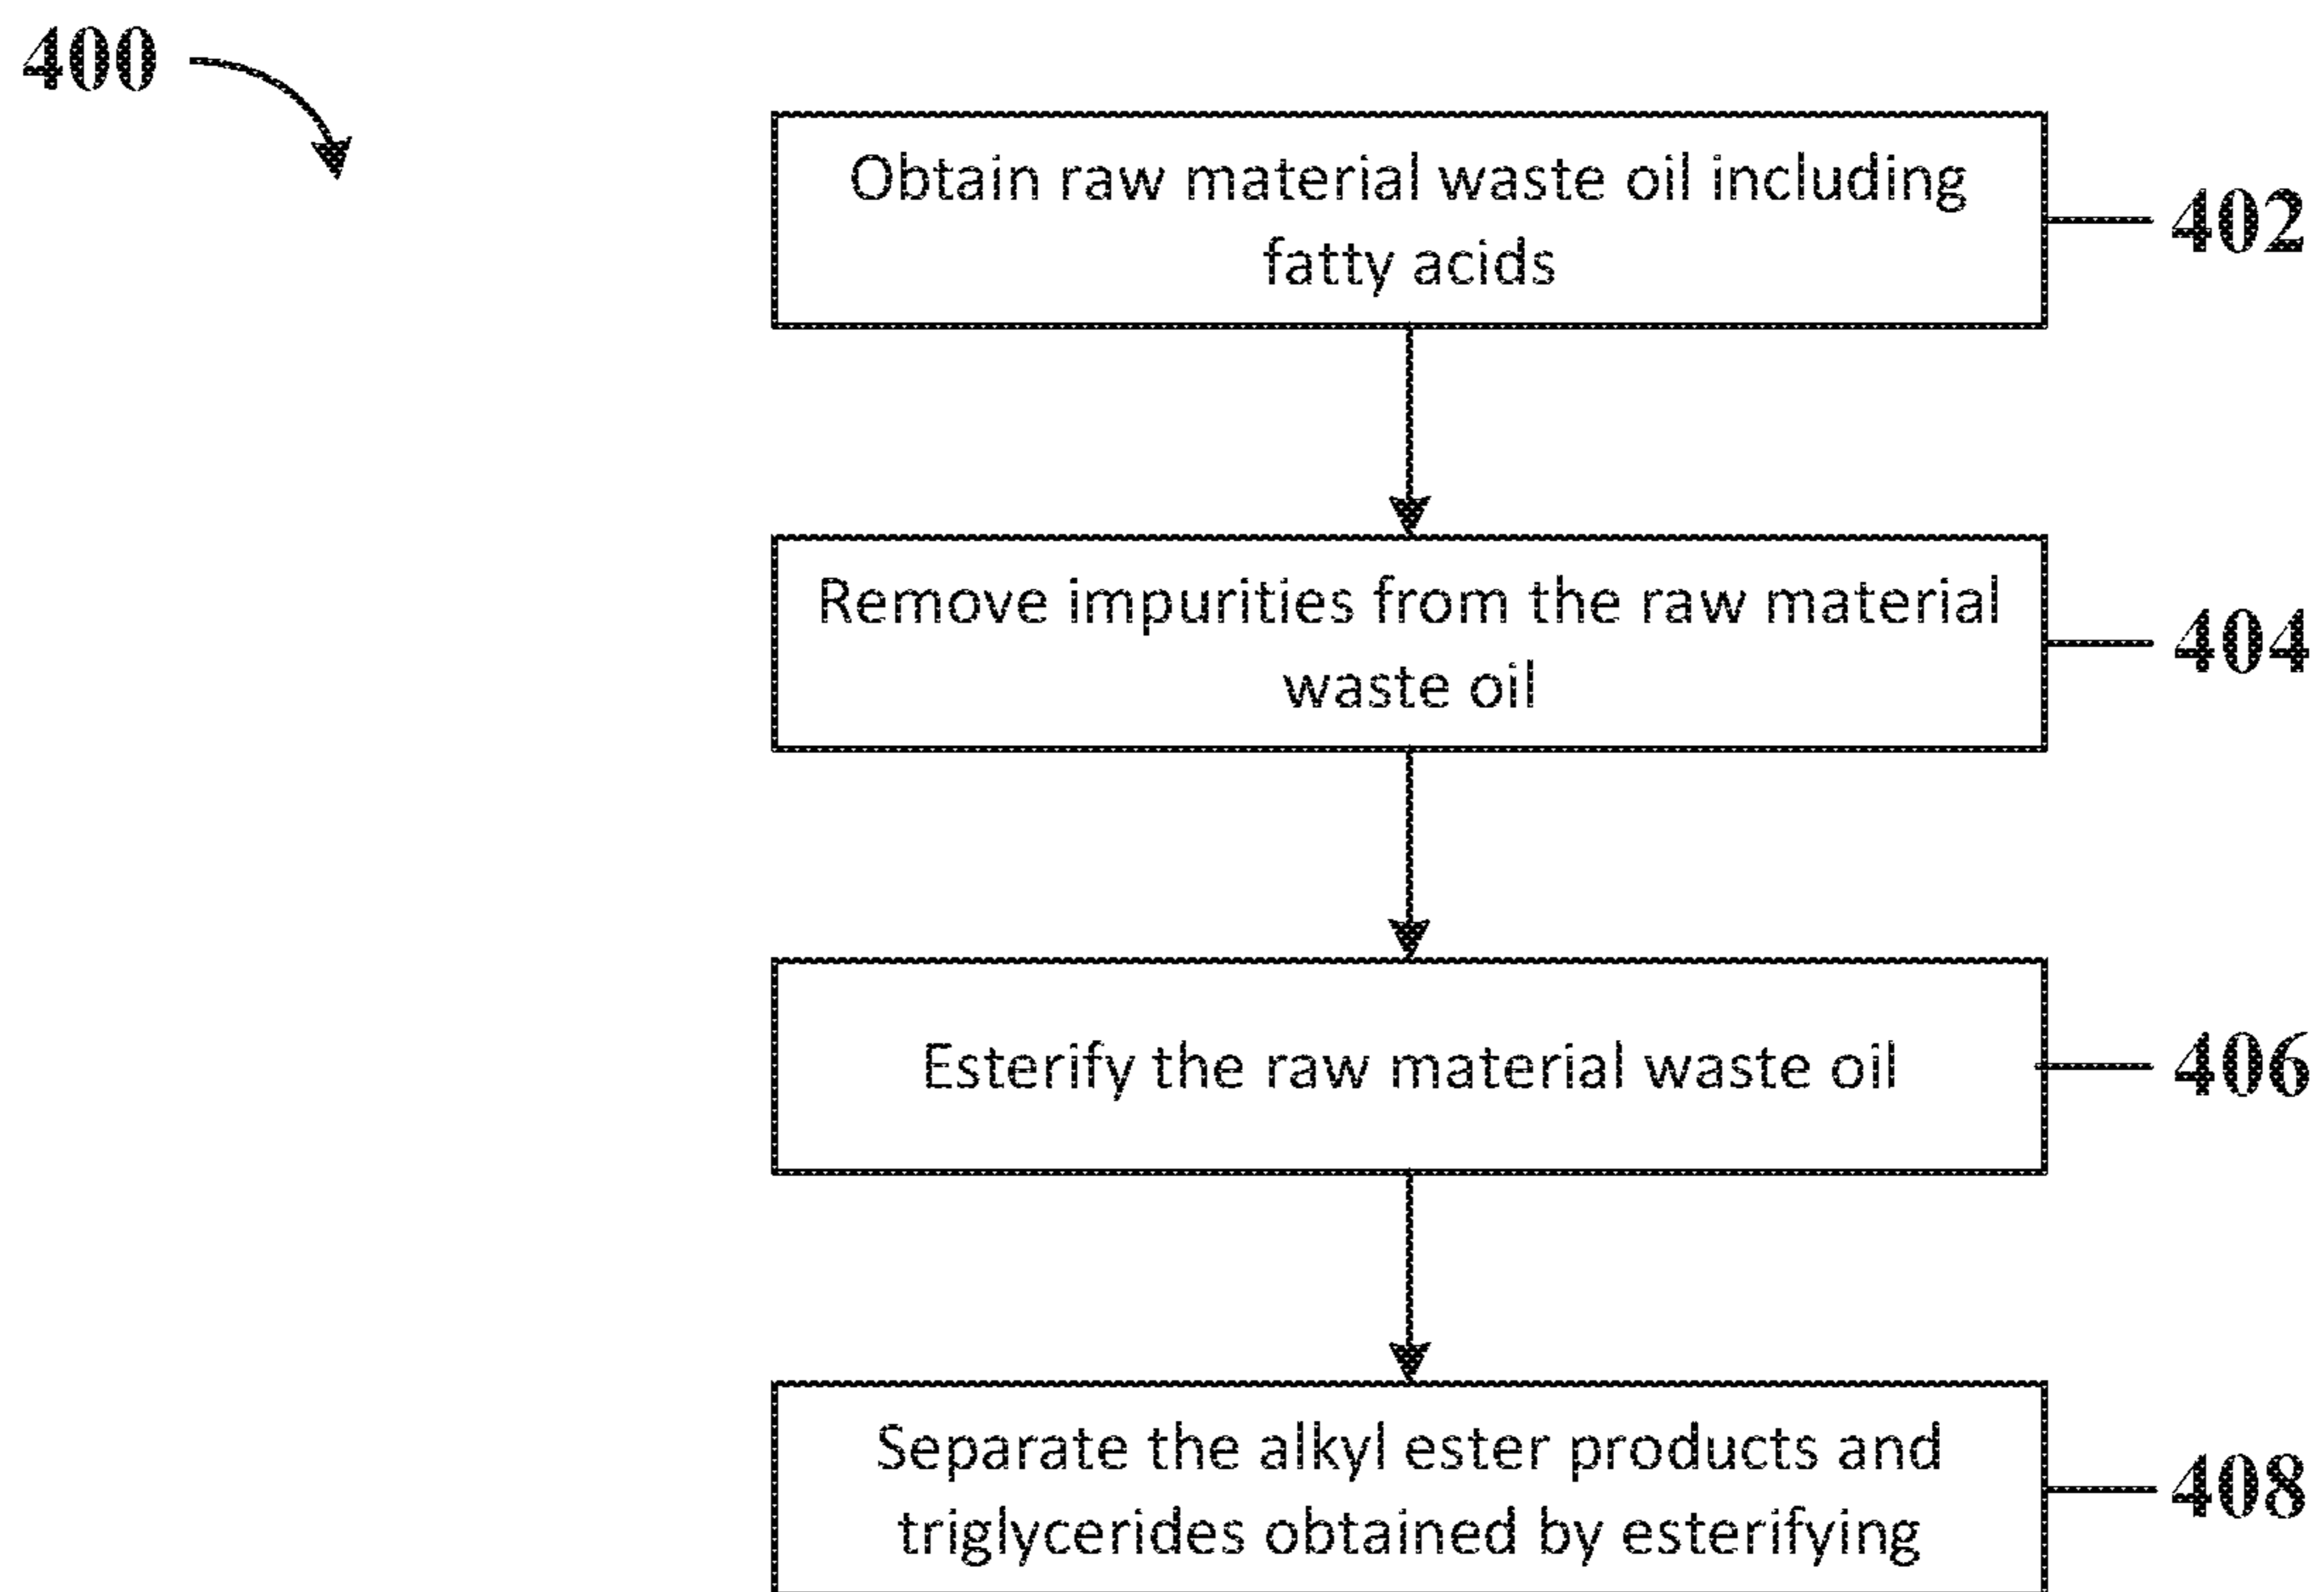 400
Obtain raw material waste oil including
fatty acids
402
Remove impurities from the raw material
waste oil
404
Esterify the raw material waste oil
406
Separate the alkyl ester products and
triglycerides obtained by esterifying
408